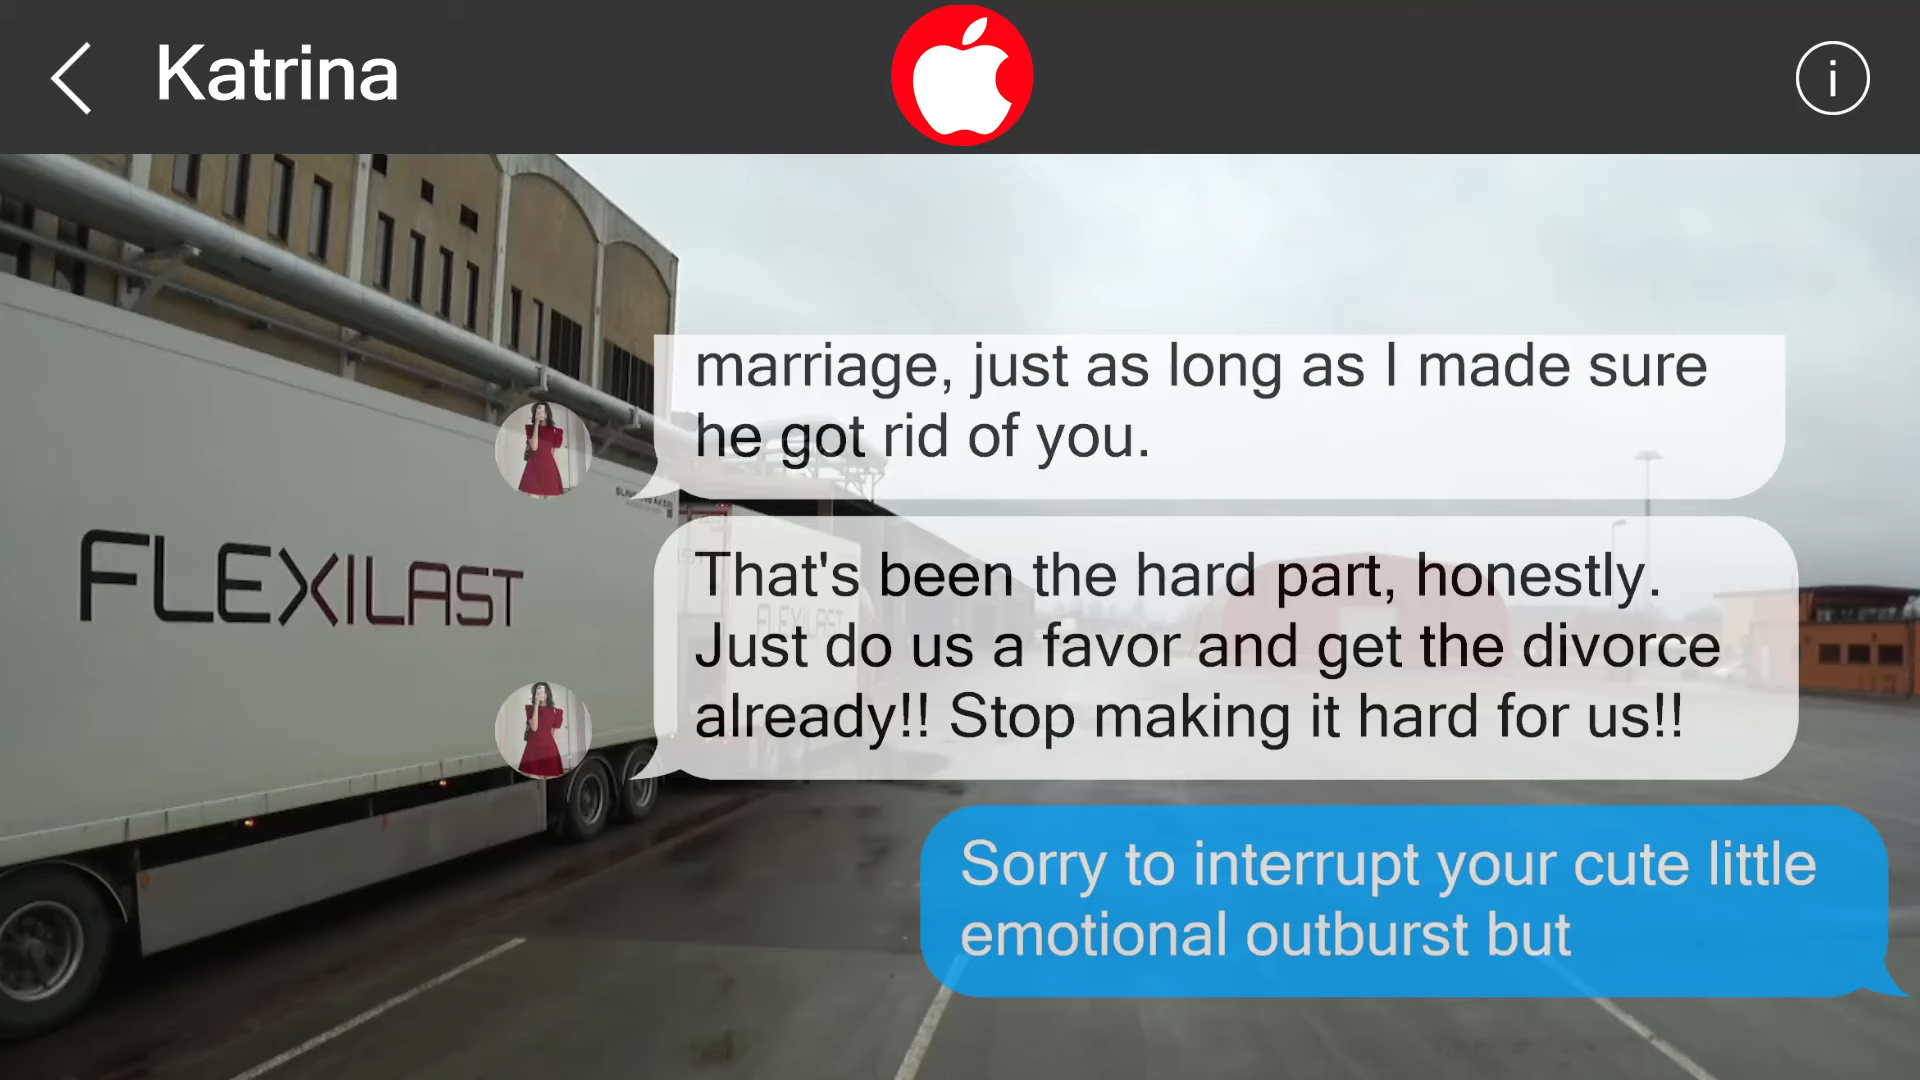 Katrina
i
marriage, just as long as I made sure
he got rid of you.
FLEXILAST
That's been the hard part, honestly.
Just do us a favor and get the divorce
already!! Stop making it hard for us!!
Sorry to interrupt your cute little
emotional outburst but